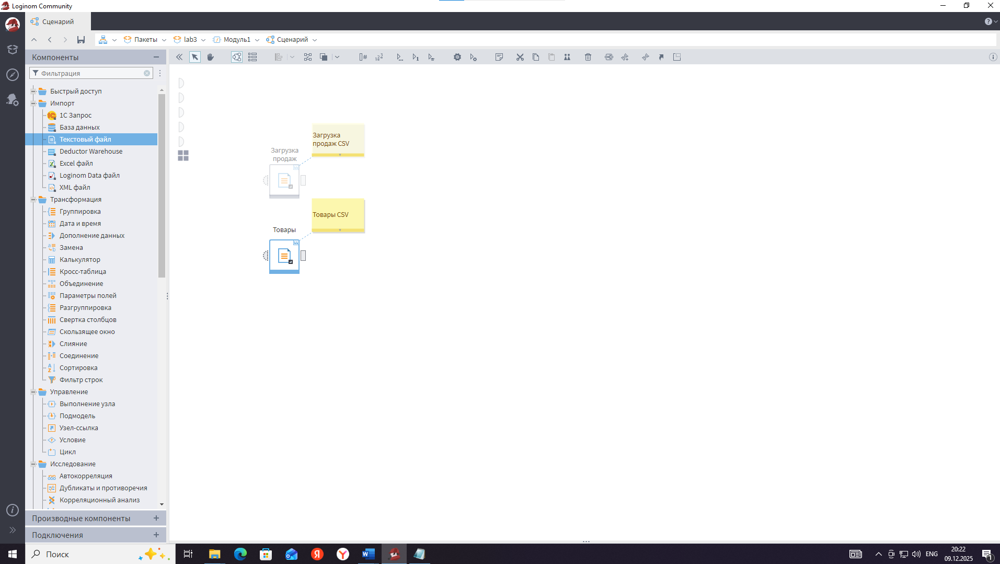 Loginom Community
Сценарий
Пакеты
lab3
Модуль1
Сценарий
Компоненты
Фильтрация
Быстрый доступ
Импорт
1С Запрос
База данных
Текстовый файл
Deductor Warehouse
Excel файл
Loginom Data файл
XML файл
Трансформация
Группировка
Дата и время
Дополнение данных
Замена
Калькулятор
Кросс-таблица
Объединение
Параметры полей
Разгруппировка
Свертка столбцов
Скользящее окно
Слияние
Соединение
Сортировка
Фильтр строк
Управление
Выполнение узла
Подмодель
Узел-ссылка
Условие
Цикл
Исследование
Автокорреляция
Дубликаты и противоречия
Корреляционный анализ
Производные компоненты
Подключения
Загрузка
продаж CSV
Загрузка
продаж
Товары CSV
Товары
Поиск
ENG
20:22
09.12.2025
1